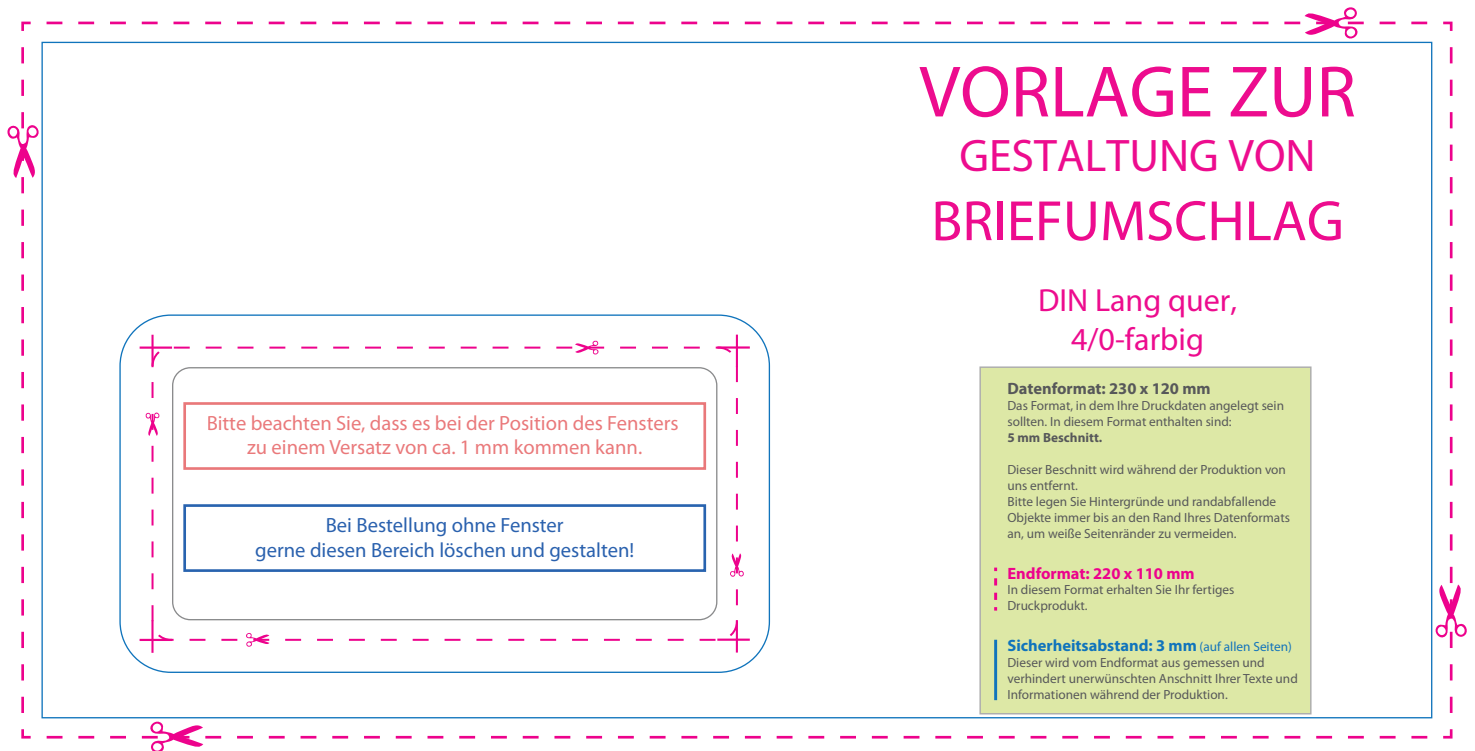 VORLAGE ZUR
GESTALTUNG VON
BRIEFUMSCHLAG
DIN Lang quer,
4/0-farbig
Bitte beachten Sie, dass es bei der Position des Fensters
zu einem Versatz von ca. 1 mm kommen kann.
Bei Bestellung ohne Fenster
gerne diesen Bereich löschen und gestalten!
Datenformat: 230 x 120 mm
Das Format, in dem Ihre Druckdaten angelegt sein
sollten. In diesem Format enthalten sind:
5 mm Beschnitt.
Dieser Beschnitt wird während der Produktion von
uns entfernt.
Bitte legen Sie Hintergründe und randabfallende
Objekte immer bis an den Rand Ihres Datenformats
an, um weiße Seitenränder zu vermeiden.
Endformat: 220 x 110 mm
In diesem Format erhalten Sie Ihr fertiges
Druckprodukt.
Sicherheitsabstand: 3 mm (auf allen Seiten)
Dieser wird vom Endformat aus gemessen und
verhindert unerwünschten Anschnitt Ihrer Texte und
Informationen während der Produktion.